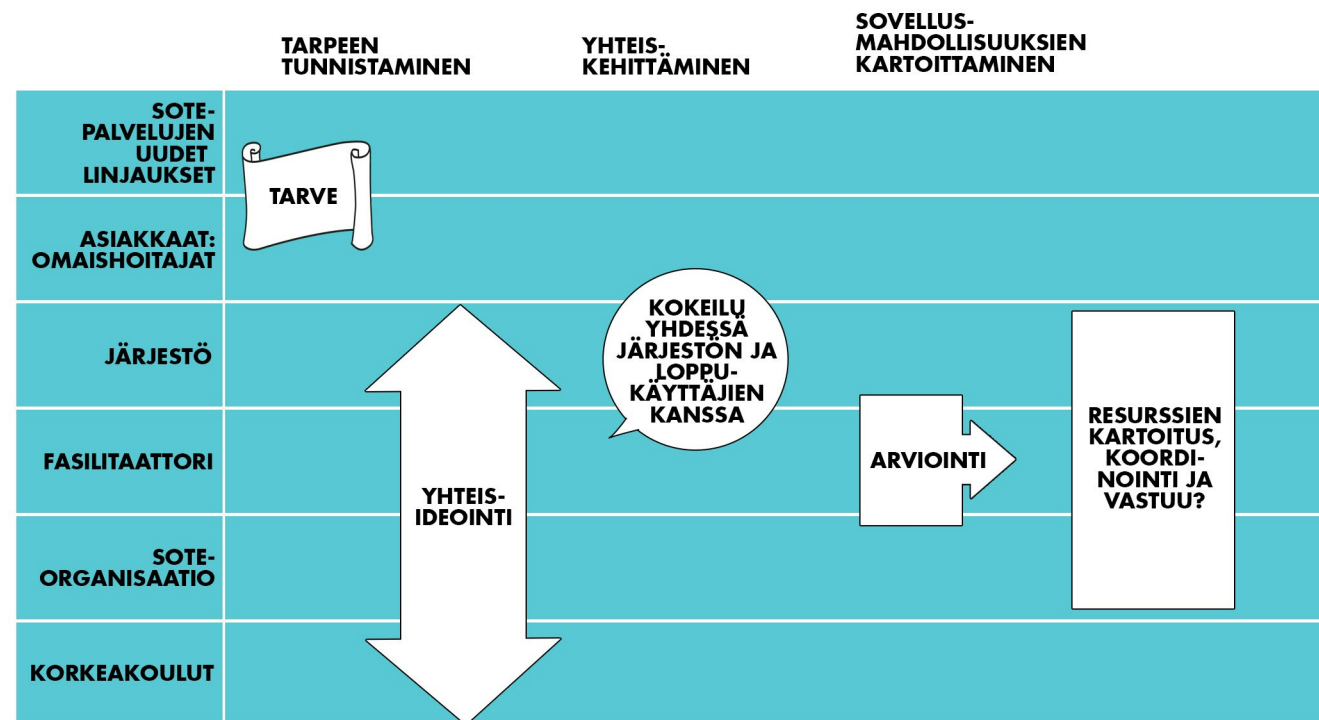 TARPEEN
TUNNISTAMINEN
YHTEIS-
KEHITTÄMINEN
SOVELLUS-
MAHDOLLISUUKSIEN
KARTOITTAMINEN
SOTE-
PALVELUJEN
UUDET
LINJAUKSET
TARVE
ASIAKKAAT:
OMAISHOITAJAT
JÄRJESTÖ
KOKEILU
YHDESSÄ
JÄRJESTÖN JA
LOPPU-
KÄYTTÄJIEN
KANSSA
FASILITAATTORI
YHTEIS-
IDEOINTI
ARVIOINTI
RESURSSIEN
KARTOITUS,
KOORDI-
NOINTI JA
VASTUU?
SOTE-
ORGANISAATIO
KORKEAKOULUT